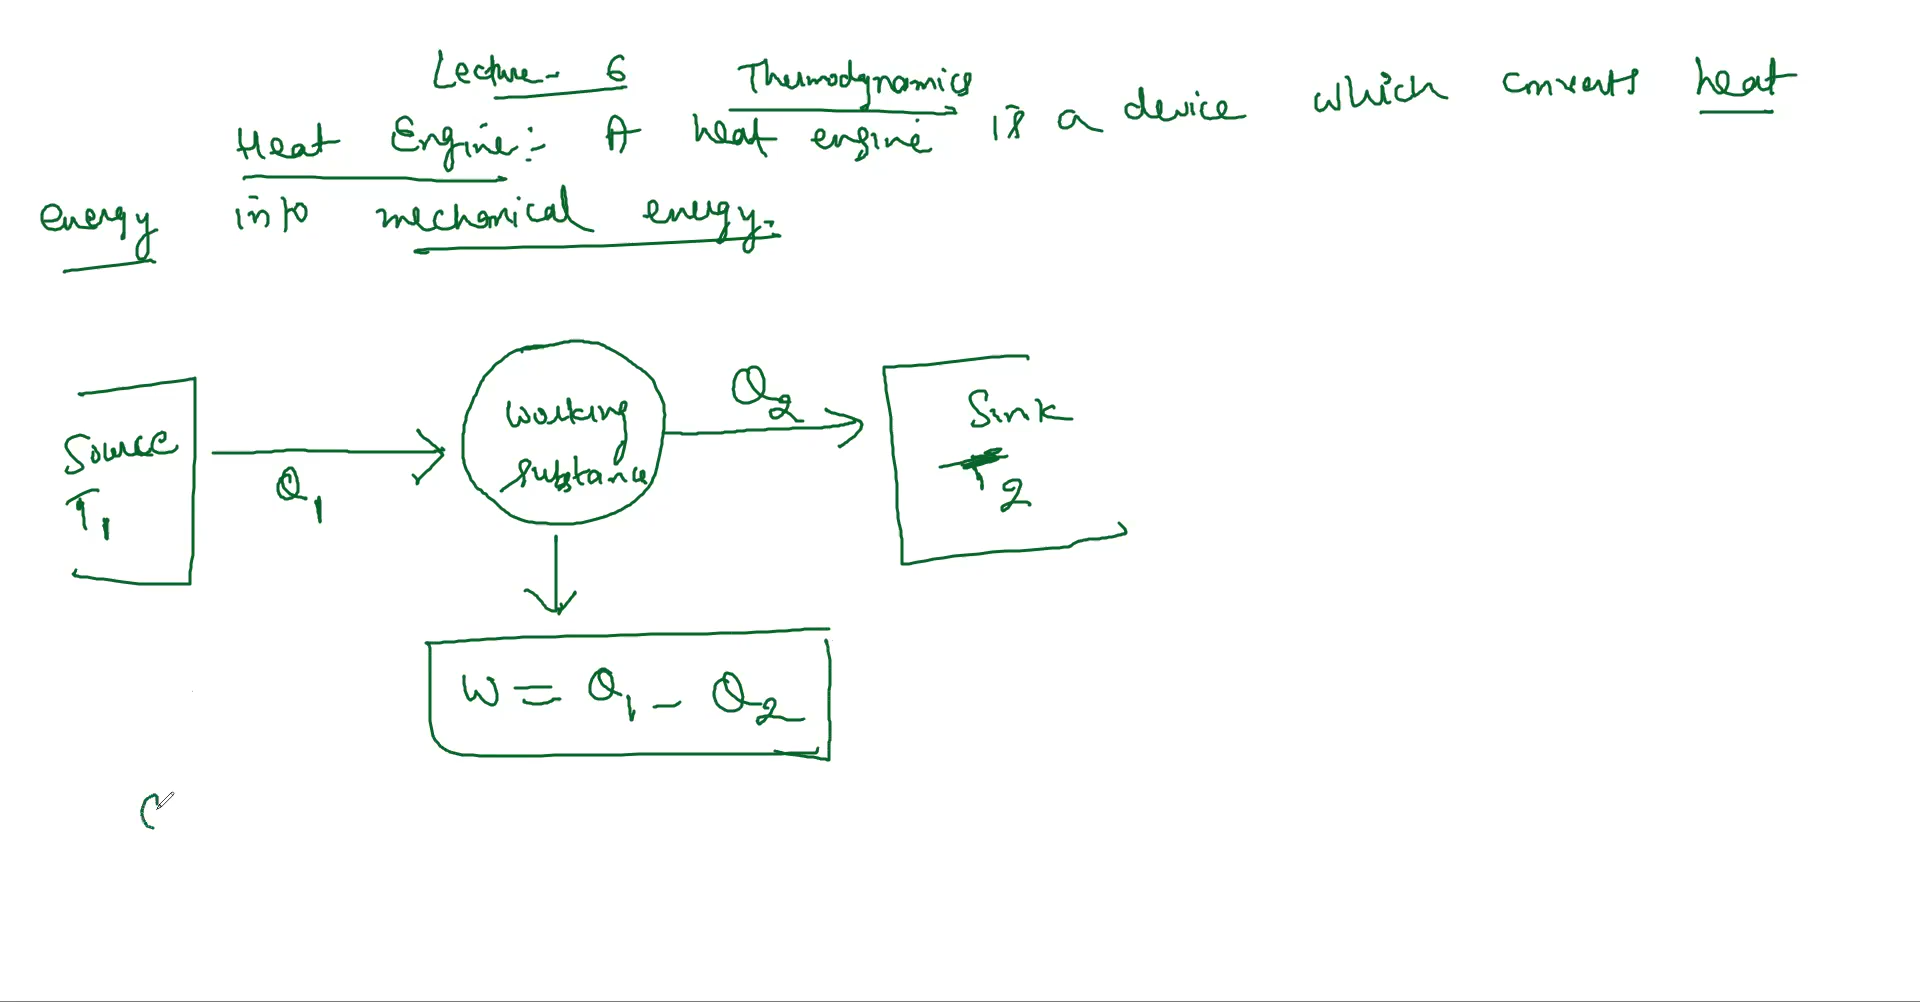 Lecture- 6 Thermodynamics
Heat Engine:- A heat engine is a device which converts heat
energy into mechanical energy.
Source
T₁
Q₁
Working
substance
Q₂
Sink
T₂
W = Q₁ - Q₂
(